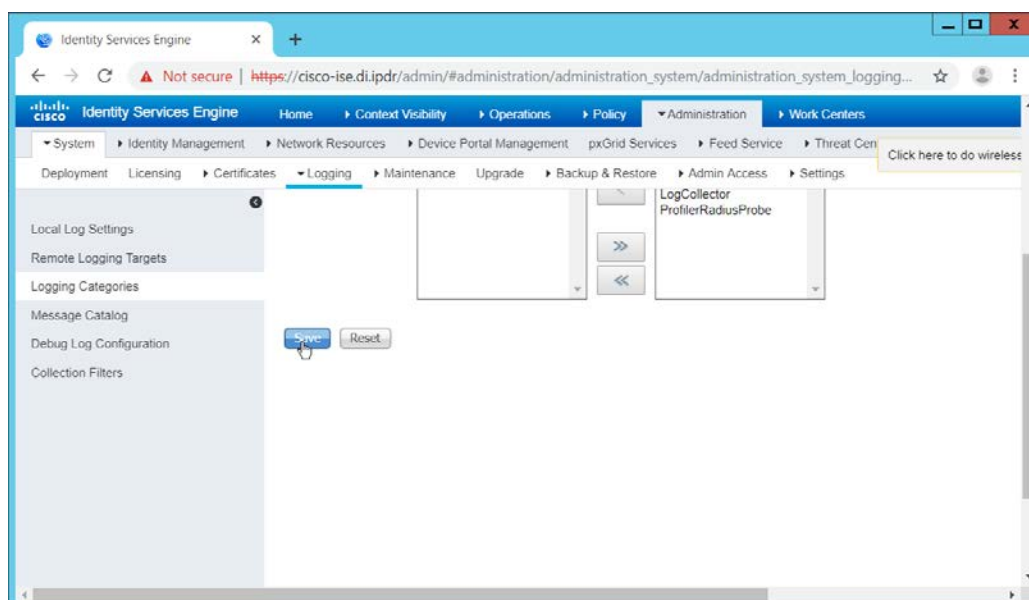 Identity Services Engine
Not secure | https://cisco-ise.di.ipdr/admin/#administration/administration_system/administration_system_logging...
cisco Identity Services Engine Home Context Visibility Operations Policy Administration Work Centers
System Identity Management Network Resources Device Portal Management pxGrid Services Feed Service Threat Cen
Click here to do wireless
Deployment Licensing Certificates Logging Maintenance Upgrade Backup & Restore Admin Access Settings
LogCollector
ProfilerRadiusProbe
Local Log Settings
Remote Logging Targets
Logging Categories
Message Catalog
Save Reset
Debug Log Configuration
Collection Filters